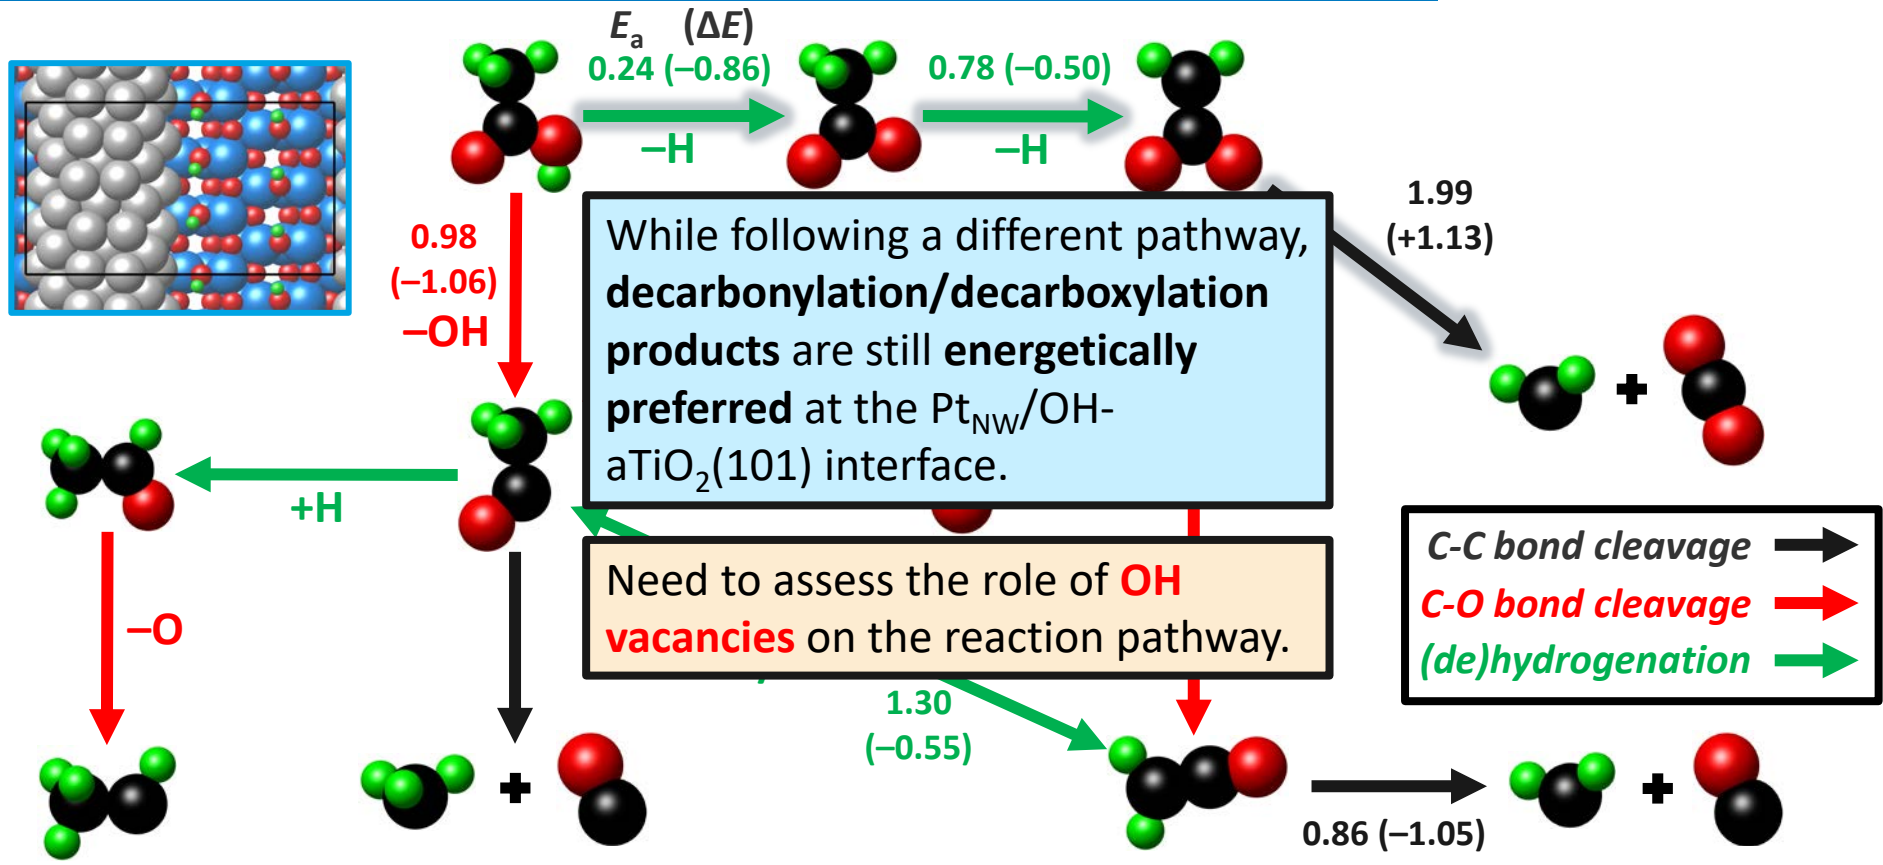 Eₐ (ΔE)
0.24 (–0.86)
–H
0.78 (–0.50)
–H
1.99
(+1.13)
0.98
(–1.06)
–OH
While following a different pathway,
decarbonylation/decarboxylation
products are still energetically
preferred at the Pt_NW/OH-
aTiO₂(101) interface.
+H
–O
Need to assess the role of OH
vacancies on the reaction pathway.
C-C bond cleavage
C-O bond cleavage
(de)hydrogenation
1.30
(–0.55)
0.86 (–1.05)